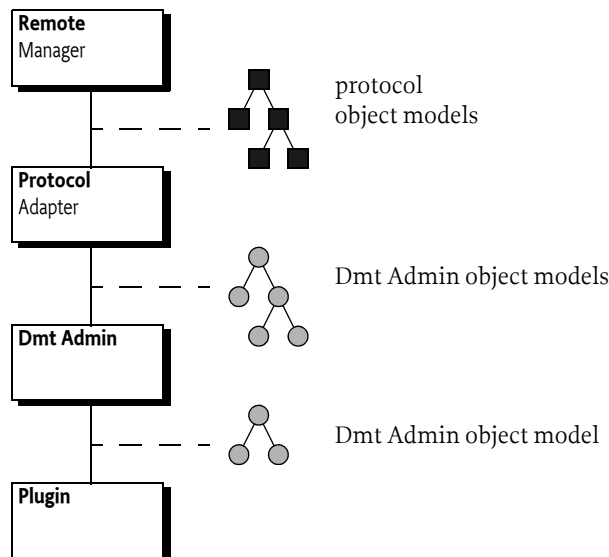 Remote
Manager
protocol
object models
Protocol
Adapter
Dmt Admin object models
Dmt Admin
Dmt Admin object model
Plugin